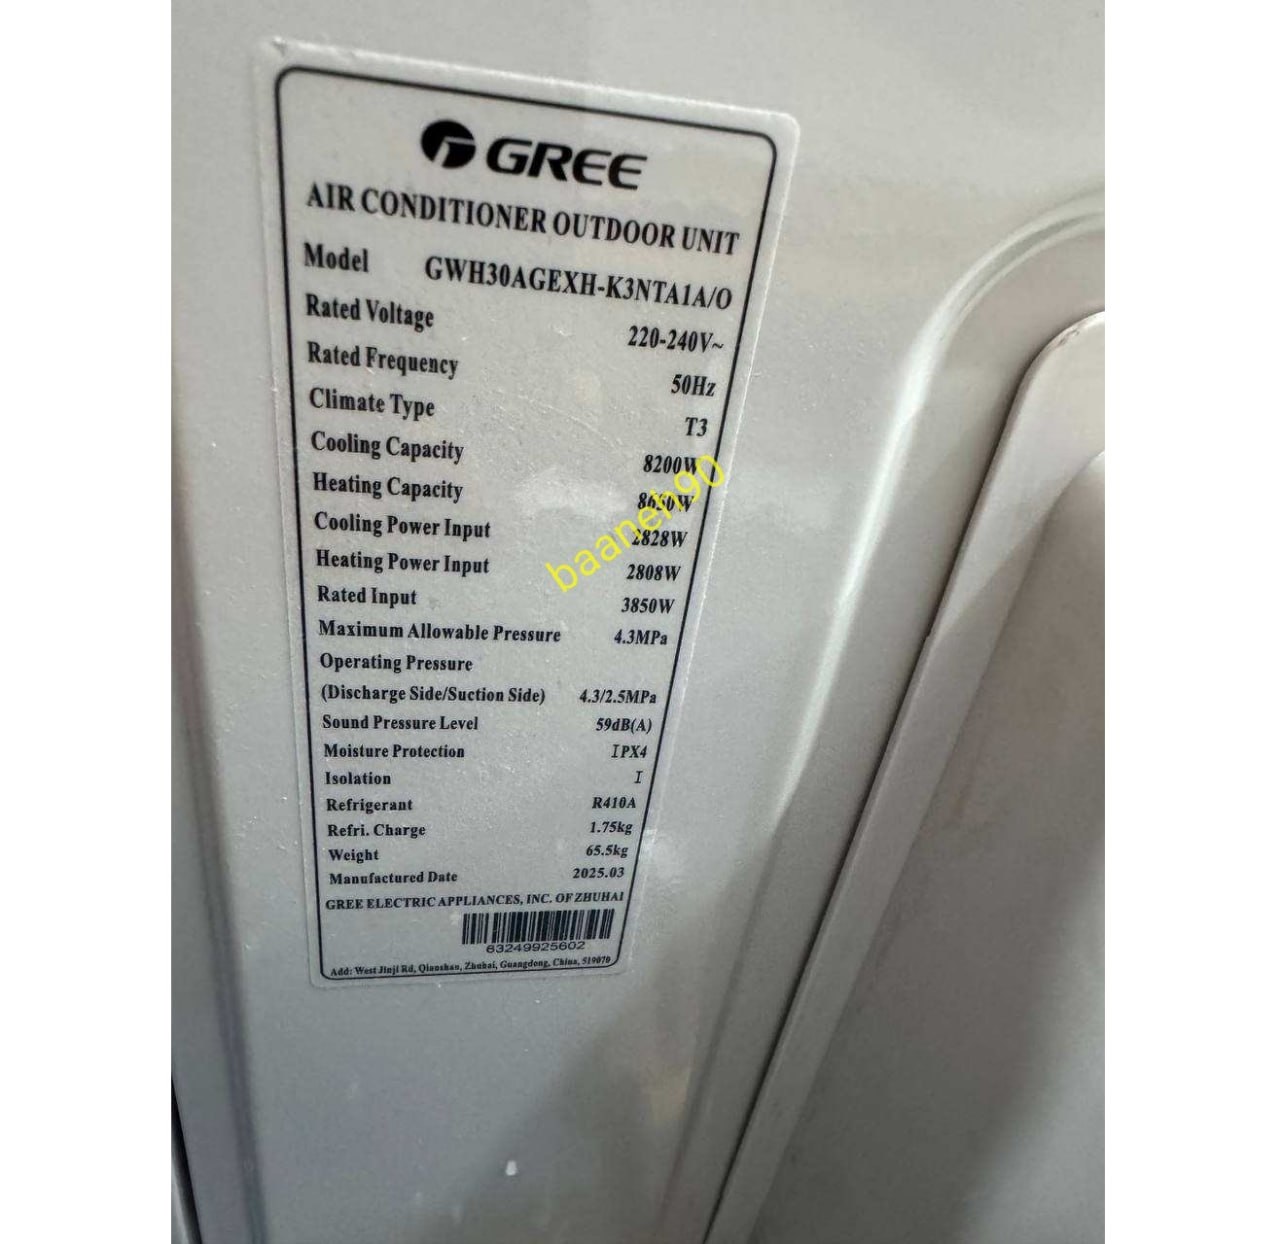 GREE
AIR CONDITIONER OUTDOOR UNIT
Model GWH30AGEXH-K3NTA1A/O
Rated Voltage 220-240V~
Rated Frequency 50Hz
Climate Type T3
Cooling Capacity 8200W
Heating Capacity 8650W
Cooling Power Input 2828W
Heating Power Input 2808W
Rated Input 3850W
Maximum Allowable Pressure 4.3MPa
Operating Pressure
(Discharge Side/Suction Side) 4.3/2.5MPa
Sound Pressure Level 59dB(A)
Moisture Protection IPX4
Isolation I
Refrigerant R410A
Refri. Charge 1.75kg
Weight 65.5kg
Manufactured Date 2025.03
GREE ELECTRIC APPLIANCES, INC. OF ZHUHAI
63249925602
Add: West Jinji Rd, Qianshan, Zhuhai, Guangdong, China, 519070
baaneh90